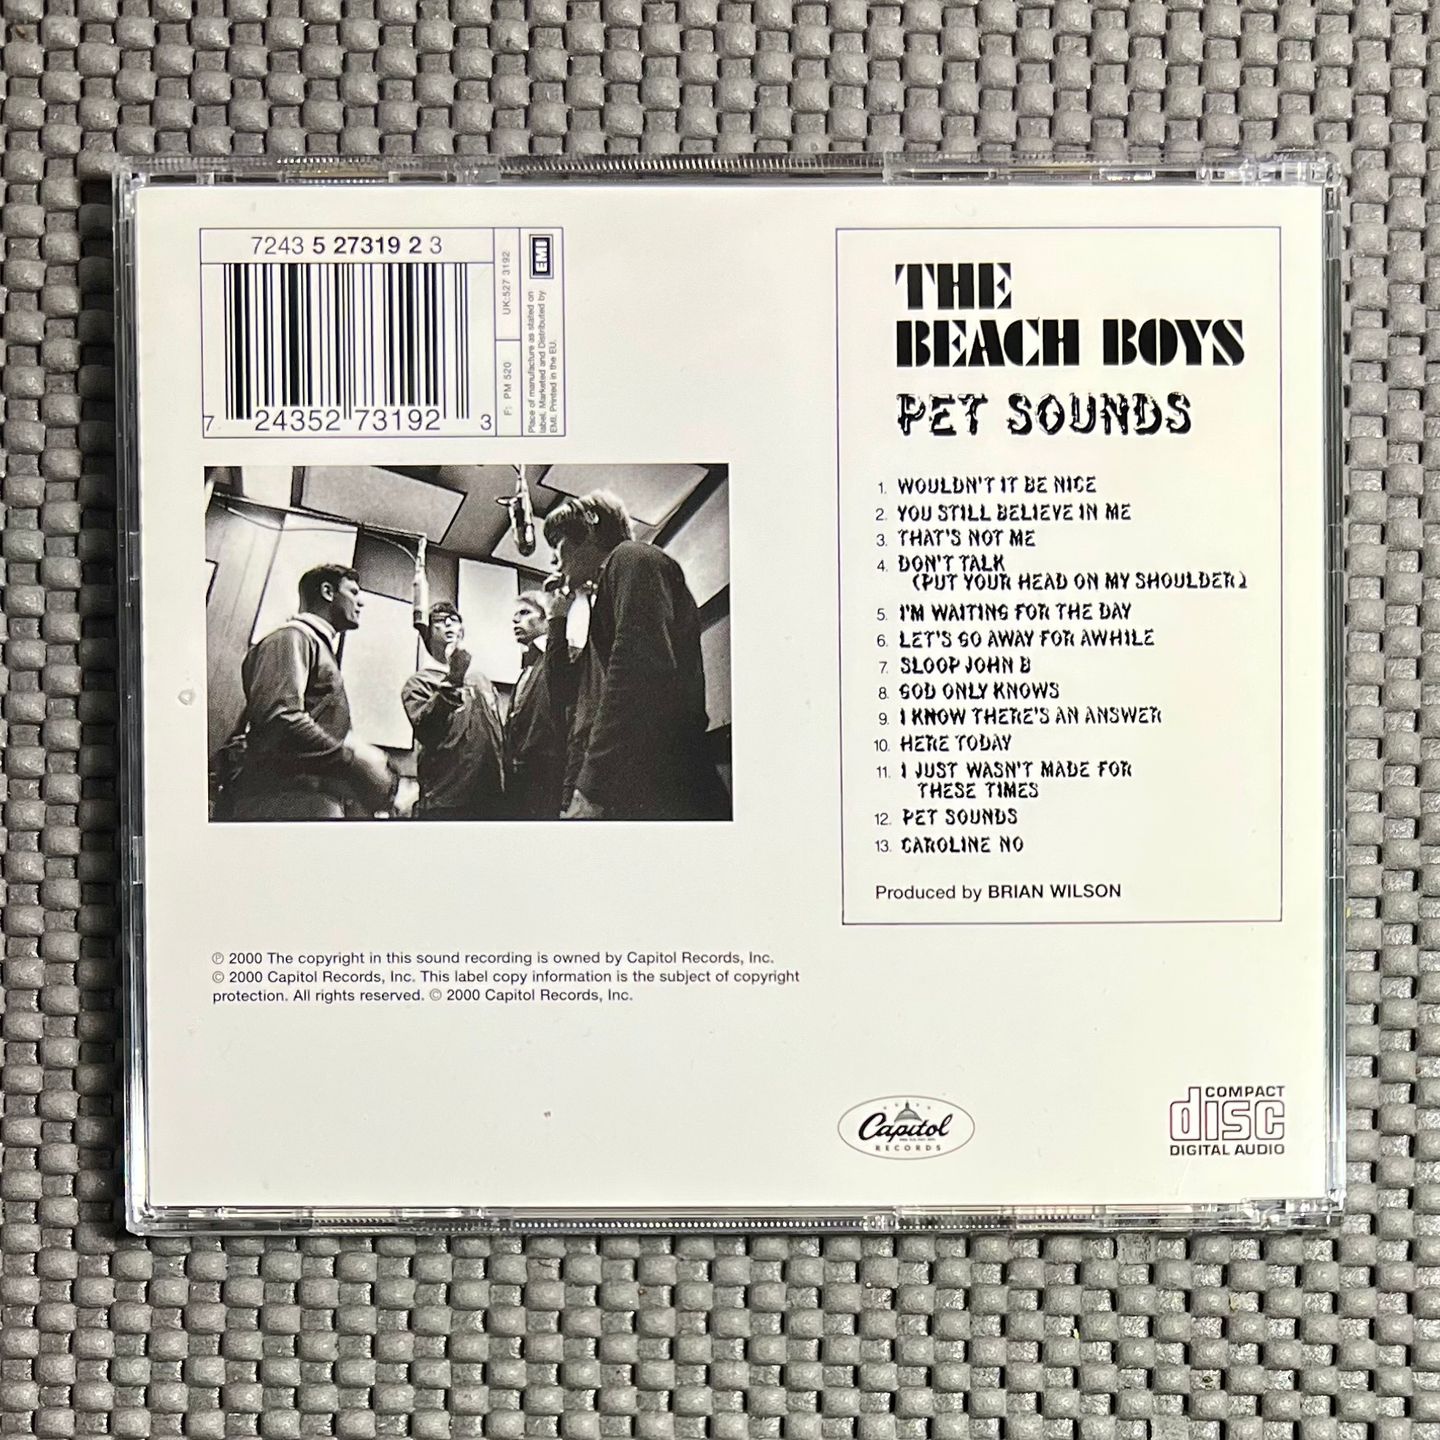 7243 5 27319 2 3
7 24352 73192 3
UK:527 3192
F: PM 520
EMI
Place of manufacture as stated on
label. Marketed and Distributed by
EMI. Printed in the EU.
THE
BEACH BOYS
PET SOUNDS
1. WOULDN'T IT BE NICE
2. YOU STILL BELIEVE IN ME
3. THAT'S NOT ME
4. DON'T TALK
(PUT YOUR HEAD ON MY SHOULDER)
5. I'M WAITING FOR THE DAY
6. LET'S GO AWAY FOR AWHILE
7. SLOOP JOHN B
8. GOD ONLY KNOWS
9. I KNOW THERE'S AN ANSWER
10. HERE TODAY
11. I JUST WASN'T MADE FOR
THESE TIMES
12. PET SOUNDS
13. CAROLINE NO
Produced by BRIAN WILSON
℗ 2000 The copyright in this sound recording is owned by Capitol Records, Inc.
© 2000 Capitol Records, Inc. This label copy information is the subject of copyright
protection. All rights reserved. © 2000 Capitol Records, Inc.
Capitol
RECORDS
COMPACT
disc
DIGITAL AUDIO